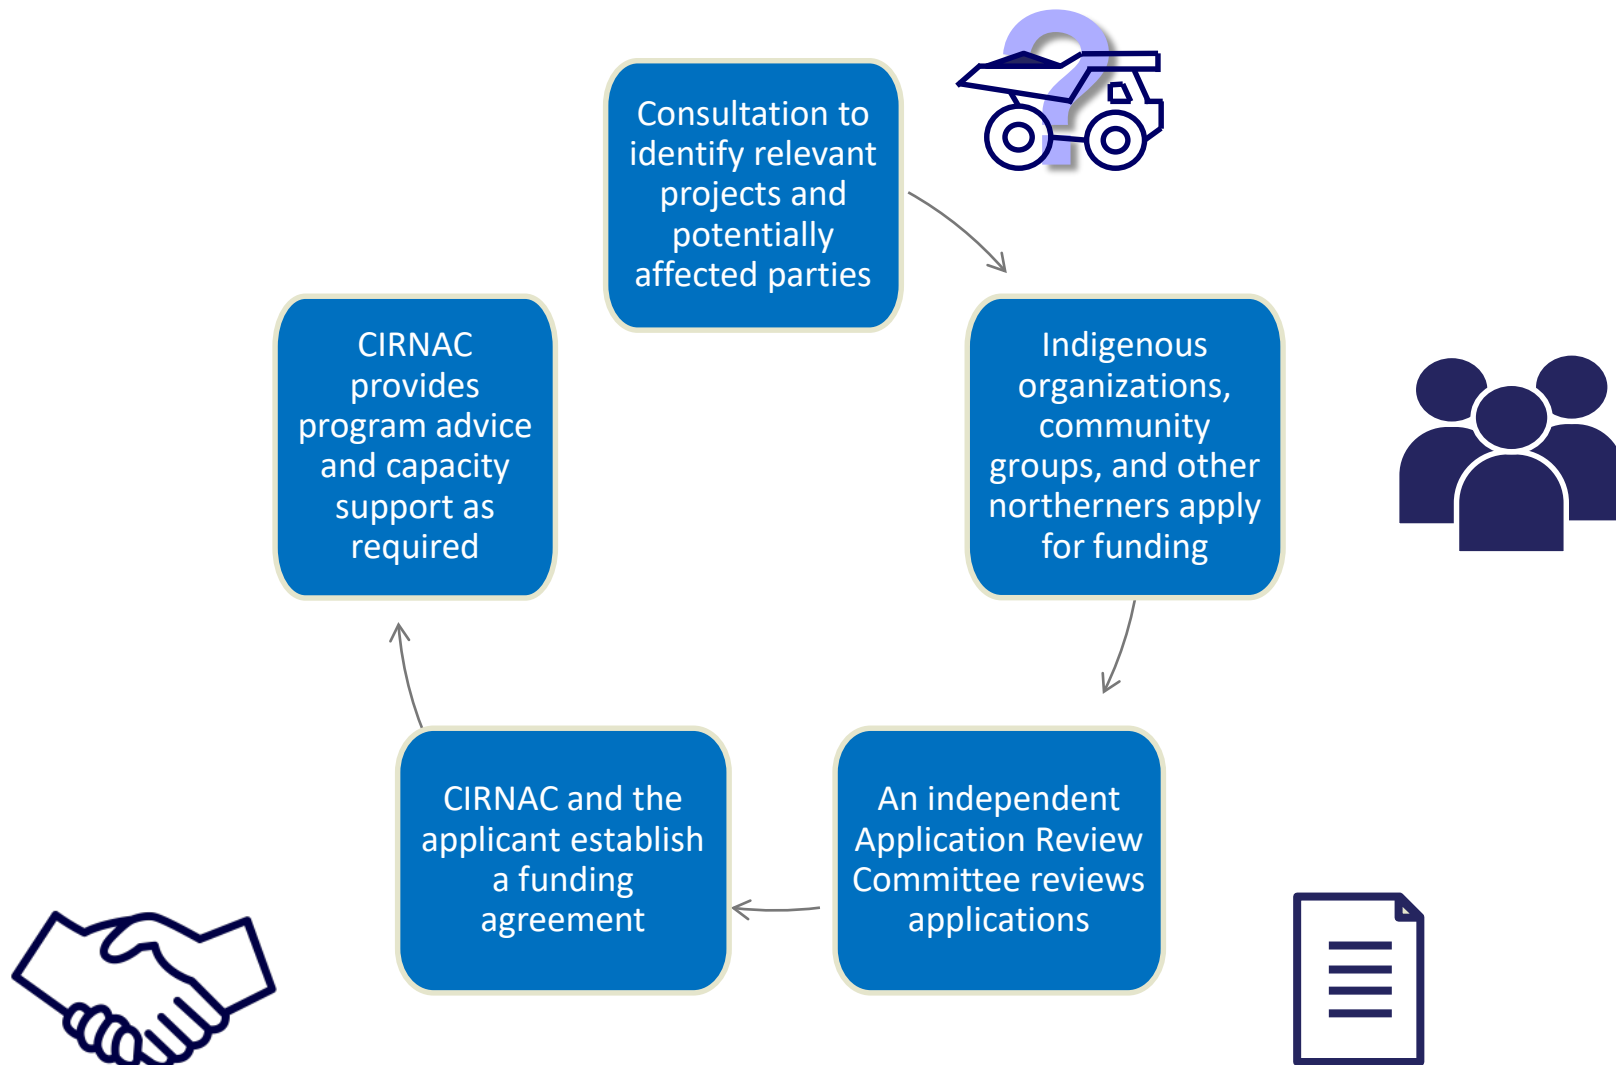 Consultation to
identify relevant
projects and
potentially
affected parties
Indigenous
organizations,
community
groups, and other
northerners apply
for funding
An independent
Application Review
Committee reviews
applications
CIRNAC and the
applicant establish
a funding
agreement
CIRNAC
provides
program advice
and capacity
support as
required
?